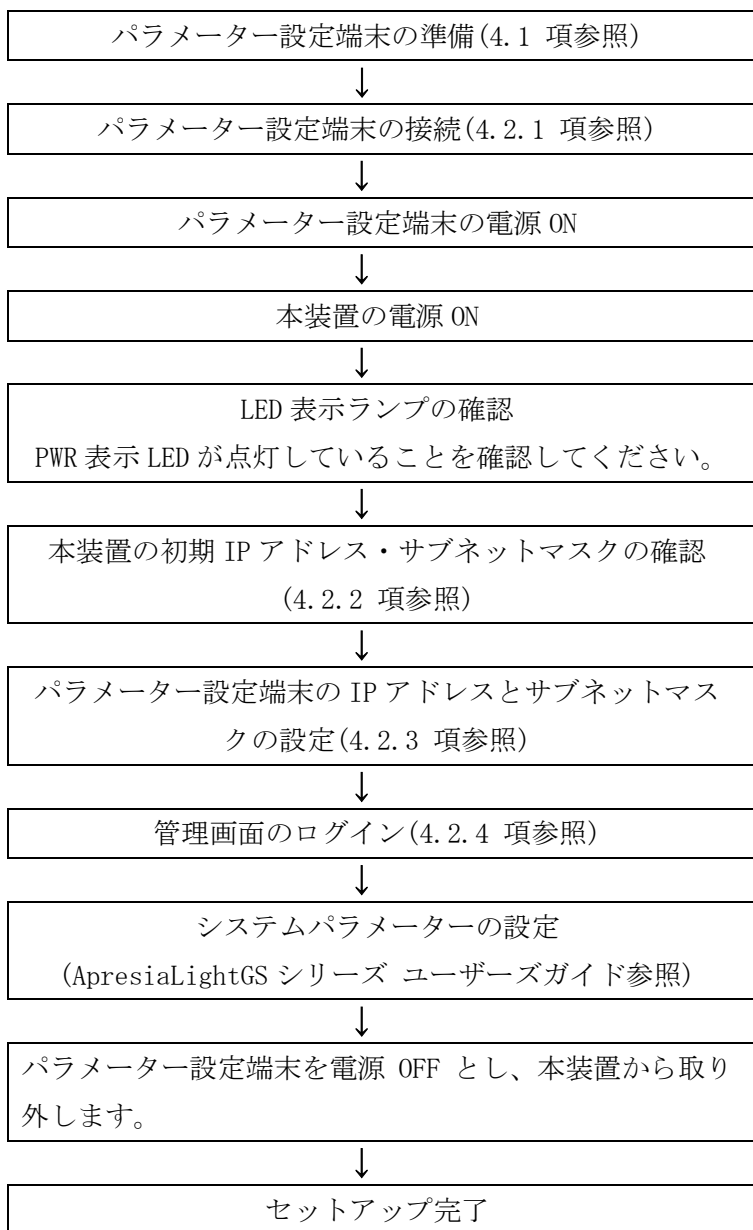 パラメーター設定端末の準備(4.1 項参照)
↓
パラメーター設定端末の接続(4.2.1 項参照)
↓
パラメーター設定端末の電源 ON
↓
本装置の電源 ON
↓
LED 表示ランプの確認
PWR 表示 LED が点灯していることを確認してください。
↓
本装置の初期 IP アドレス・サブネットマスクの確認
(4.2.2 項参照)
↓
パラメーター設定端末の IP アドレスとサブネットマス
クの設定(4.2.3 項参照)
↓
管理画面のログイン(4.2.4 項参照)
↓
システムパラメーターの設定
(ApresiaLightGS シリーズ ユーザーズガイド参照)
↓
パラメーター設定端末を電源 OFF とし、本装置から取り
外します。
↓
セットアップ完了